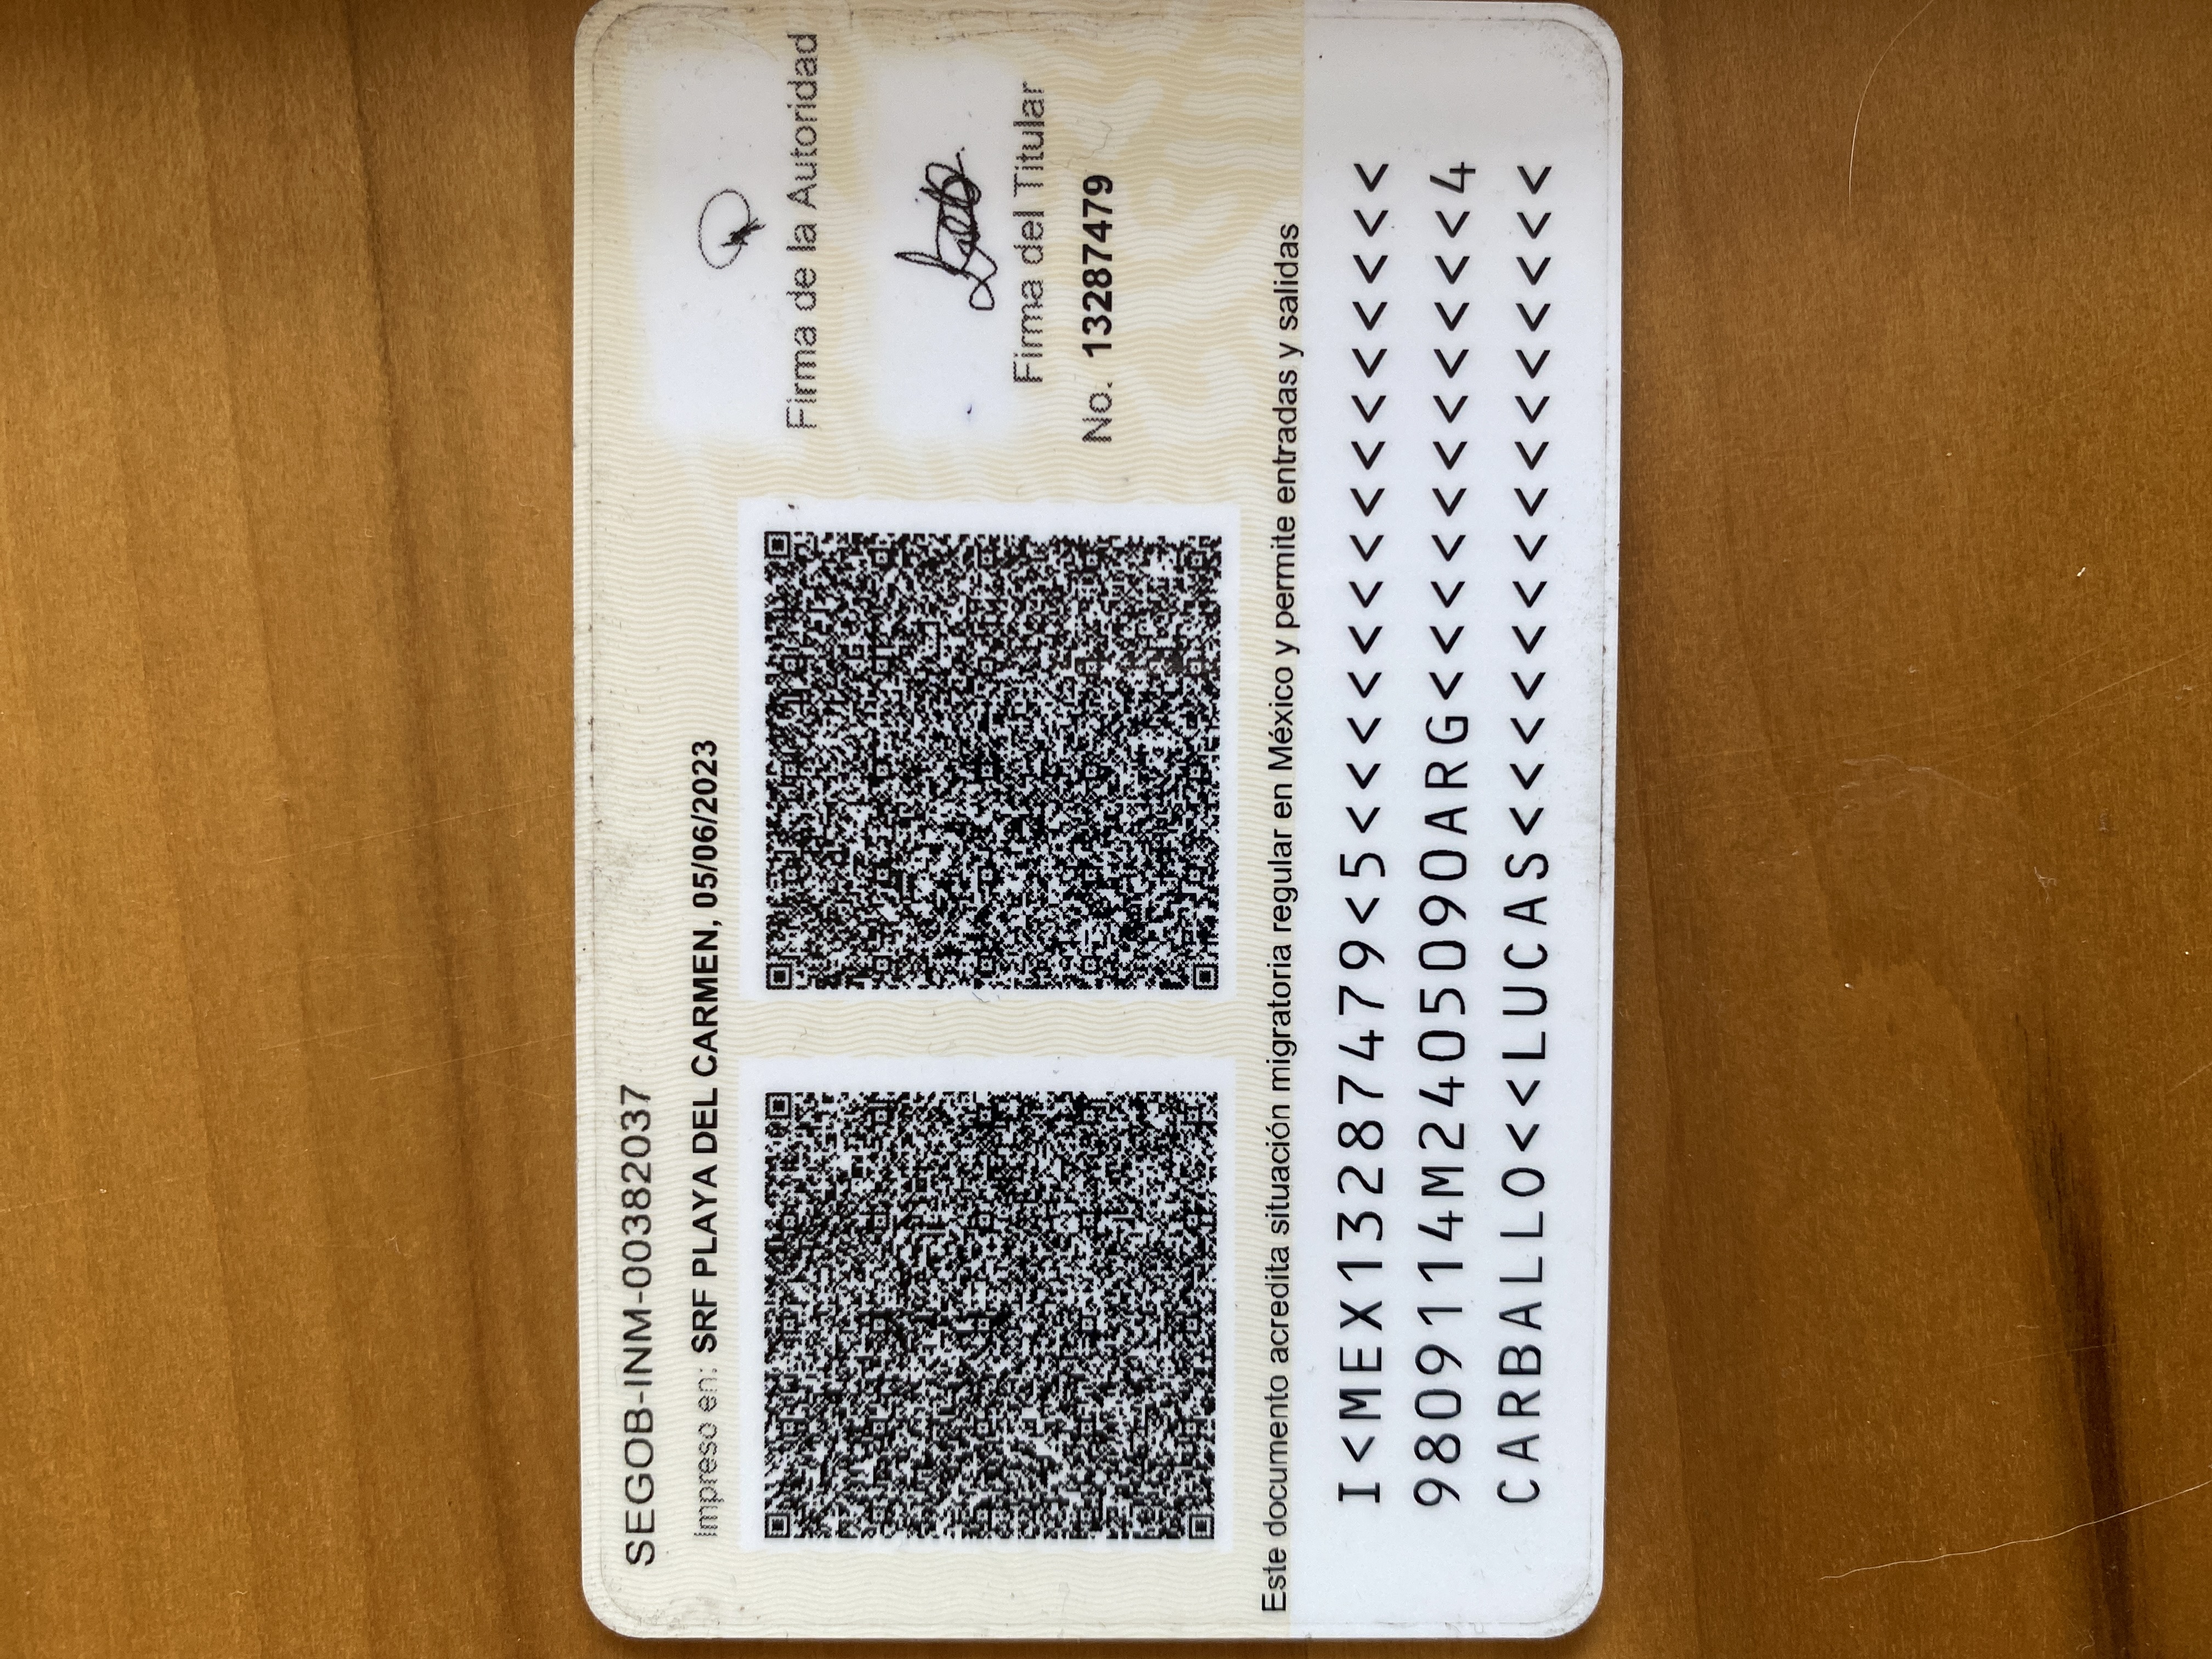 SEGOB-INM-00382037
Impreso en: SRF PLAYA DEL CARMEN, 05/06/2023
Firma de la Autoridad
Firma del Titular
No. 13287479
Este documento acredita situación migratoria regular en México y permite entradas y salidas
I<MEX13287479<5<<<<<<<<<<<<<<<
9809114M2405090ARG<<<<<<<<<<<4
CARBALLO<<LUCAS<<<<<<<<<<<<<<<